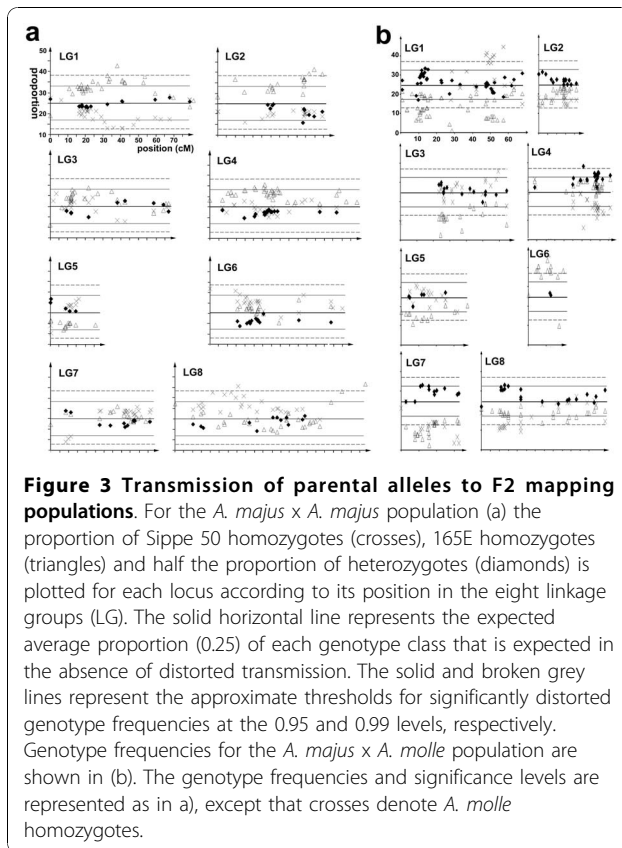 a
b
LG1
LG2
50
40
30
20
10
proportion
0 10 20 30 40 50 60 70
position (cM)
LG3
LG4
LG5
LG6
LG7
LG8
LG1
LG2
40
30
20
10
0
0 10 20 30 40 50 60
LG3
LG4
LG5
LG6
LG7
LG8
Figure 3 Transmission of parental alleles to F2 mapping
populations. For the A. majus x A. majus population (a) the
proportion of Sippe 50 homozygotes (crosses), 165E homozygotes
(triangles) and half the proportion of heterozygotes (diamonds) is
plotted for each locus according to its position in the eight linkage
groups (LG). The solid horizontal line represents the expected
average proportion (0.25) of each genotype class that is expected in
the absence of distorted transmission. The solid and broken grey
lines represent the approximate thresholds for significantly distorted
genotype frequencies at the 0.95 and 0.99 levels, respectively.
Genotype frequencies for the A. majus x A. molle population are
shown in (b). The genotype frequencies and significance levels are
represented as in a), except that crosses denote A. molle
homozygotes.